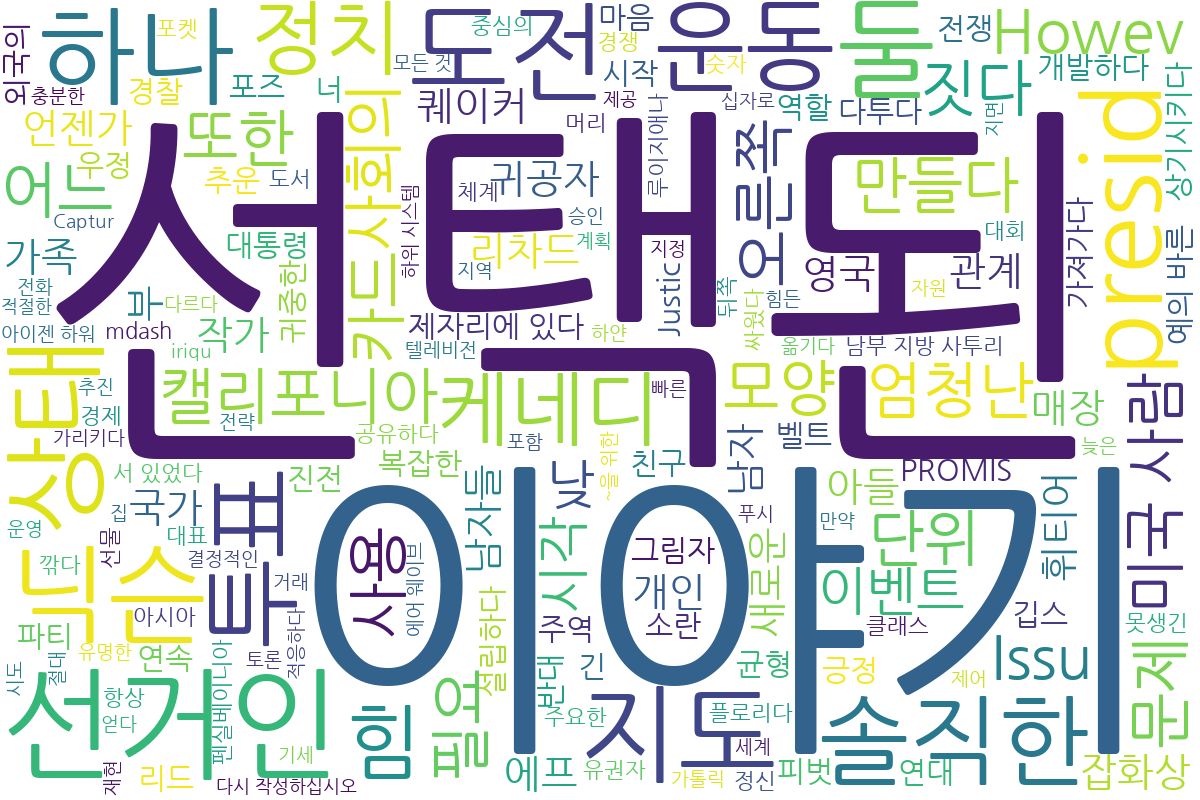 선택도
이야기
하나
정치
도전
운동
둘
Howev
presid
외국의
포켓
충분한
경찰
포즈
너
모든 것
중심의
경쟁
마음
시작
숫자
전쟁
개발하다
짓다
언젠가
또한
퀘이커
제공
머리
역할
다투다
십자로
지면
상기시키다
우정
어느
추운
도서
Captur
사회의
카드
하위 시스템
체계
귀공자
승인
루이지애나
오른쪽
만들다
가족
대통령
전화
적절한
부
다르다
귀중한
리차드
계획
지정
지역
영국
관계
대회
자원
가져가다
예의 바른
아이젠 하워
mdash
작가
제자리에 있다
하얀
Justic
뒤쪽
힘든
싸웠다
옮기다
남부 지방 사투리
iriqu
텔레비전
상태
추진
경제
가리키다
캘리포니아
전략
케네디
빠른
모양
엄청난
매장
미국 사람
공유하다
포함
벨트
늦은
서 있었다
진전
복잡한
~을 위한
친구
남자
PROMIS
닉슨
운영
집
국가
투표
대표
선물
결정적인
깎다
남자들
낮
시각
푸시
만약
아들
단위
휘티어
사용
에어 웨이브
그림자
개인
소란
새로운
이벤트
거래
아시아
적응하다
파티
유명한
연속
토론
설립하다
주역
클래스
깁스
못생긴
시도
절대
선거인
항상
얻다
펜실베이니아
기세
힘
필요
반대
긴
균형
긍정
제어
Issu
문제
주요한
지도
플로리다
세계
솔직한
재현
리드
다시 작성하십시오
에프
유권자
가톨릭
정신
피벗
연대
잡화상